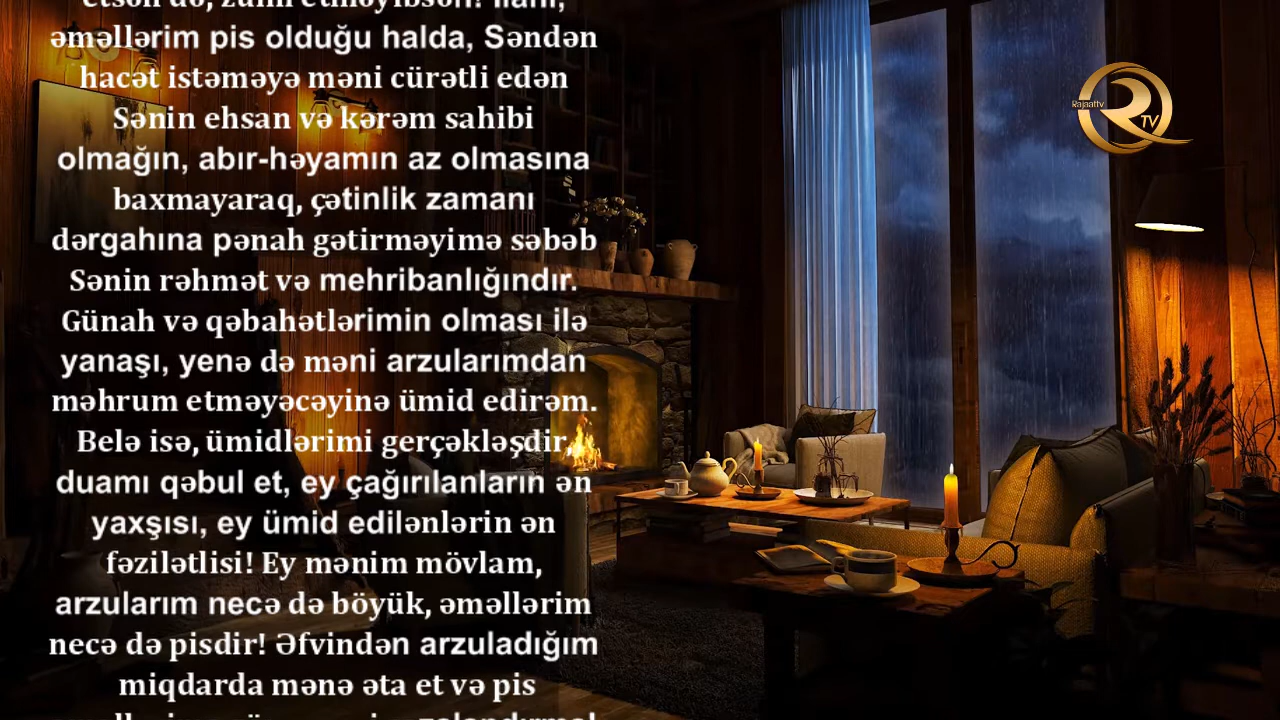 əməllərim pis olduğu halda, Səndən
hacət istəməyə məni cürətli edən
Sənin ehsan və kərəm sahibi
olmağın, abır-həyamın az olmasına
baxmayaraq, çətinlik zamanı
dərgahına pənah gətirməyimə səbəb
Sənin rəhmət və mehribanlığındır.
Günah və qəbahətlərimin olması ilə
yanaşı, yenə də məni arzularımdan
məhrum etməyəcəyinə ümid edirəm.
Belə isə, ümidlərimi gerçəkləşdir,
duamı qəbul et, ey çağırılanların ən
yaxşısı, ey ümid edilənlərin ən
fəzilətlisi! Ey mənim mövlam,
arzularım necə də böyük, əməllərim
necə də pisdir! Əfvindən arzuladığım
miqdarda mənə əta et və pis
Rajaattv
R
TV